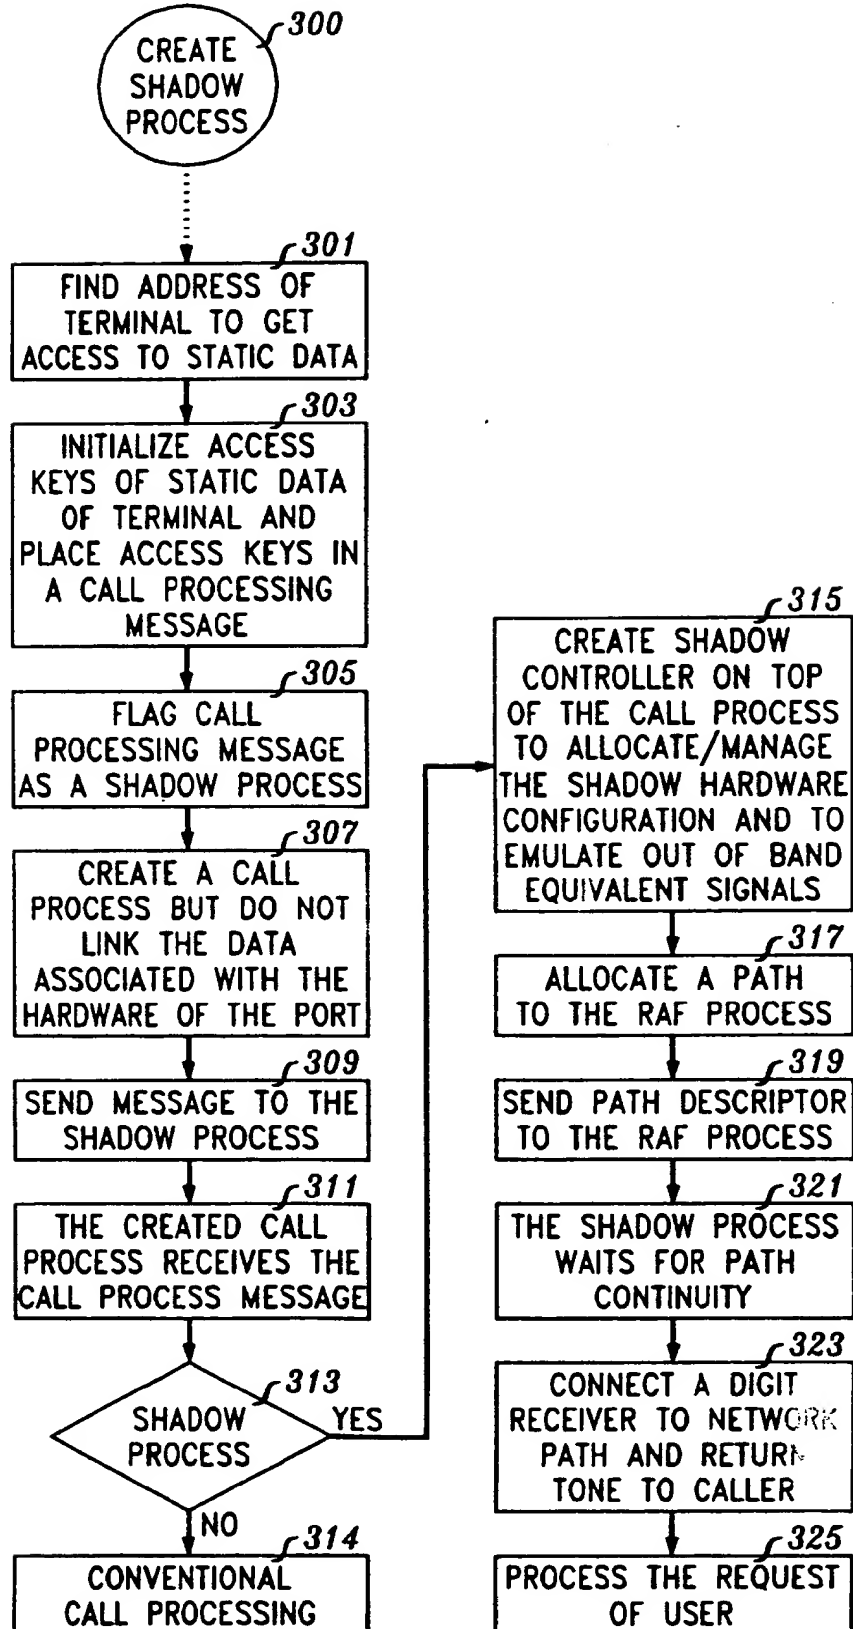 300
CREATE
SHADOW
PROCESS
301
FIND ADDRESS OF
TERMINAL TO GET
ACCESS TO STATIC DATA
303
INITIALIZE ACCESS
KEYS OF STATIC DATA
OF TERMINAL AND
PLACE ACCESS KEYS IN
A CALL PROCESSING
MESSAGE
305
FLAG CALL
PROCESSING MESSAGE
AS A SHADOW PROCESS
307
CREATE A CALL
PROCESS BUT DO NOT
LINK THE DATA
ASSOCIATED WITH THE
HARDWARE OF THE PORT
309
SEND MESSAGE TO THE
SHADOW PROCESS
311
THE CREATED CALL
PROCESS RECEIVES THE
CALL PROCESS MESSAGE
313
SHADOW
PROCESS
YES
NO
314
CONVENTIONAL
CALL PROCESSING
315
CREATE SHADOW
CONTROLLER ON TOP
OF THE CALL PROCESS
TO ALLOCATE/MANAGE
THE SHADOW HARDWARE
CONFIGURATION AND TO
EMULATE OUT OF BAND
EQUIVALENT SIGNALS
317
ALLOCATE A PATH
TO THE RAF PROCESS
319
SEND PATH DESCRIPTOR
TO THE RAF PROCESS
321
THE SHADOW PROCESS
WAITS FOR PATH
CONTINUITY
323
CONNECT A DIGIT
RECEIVER TO NETWORK
PATH AND RETURN
TONE TO CALLER
325
PROCESS THE REQUEST
OF USER